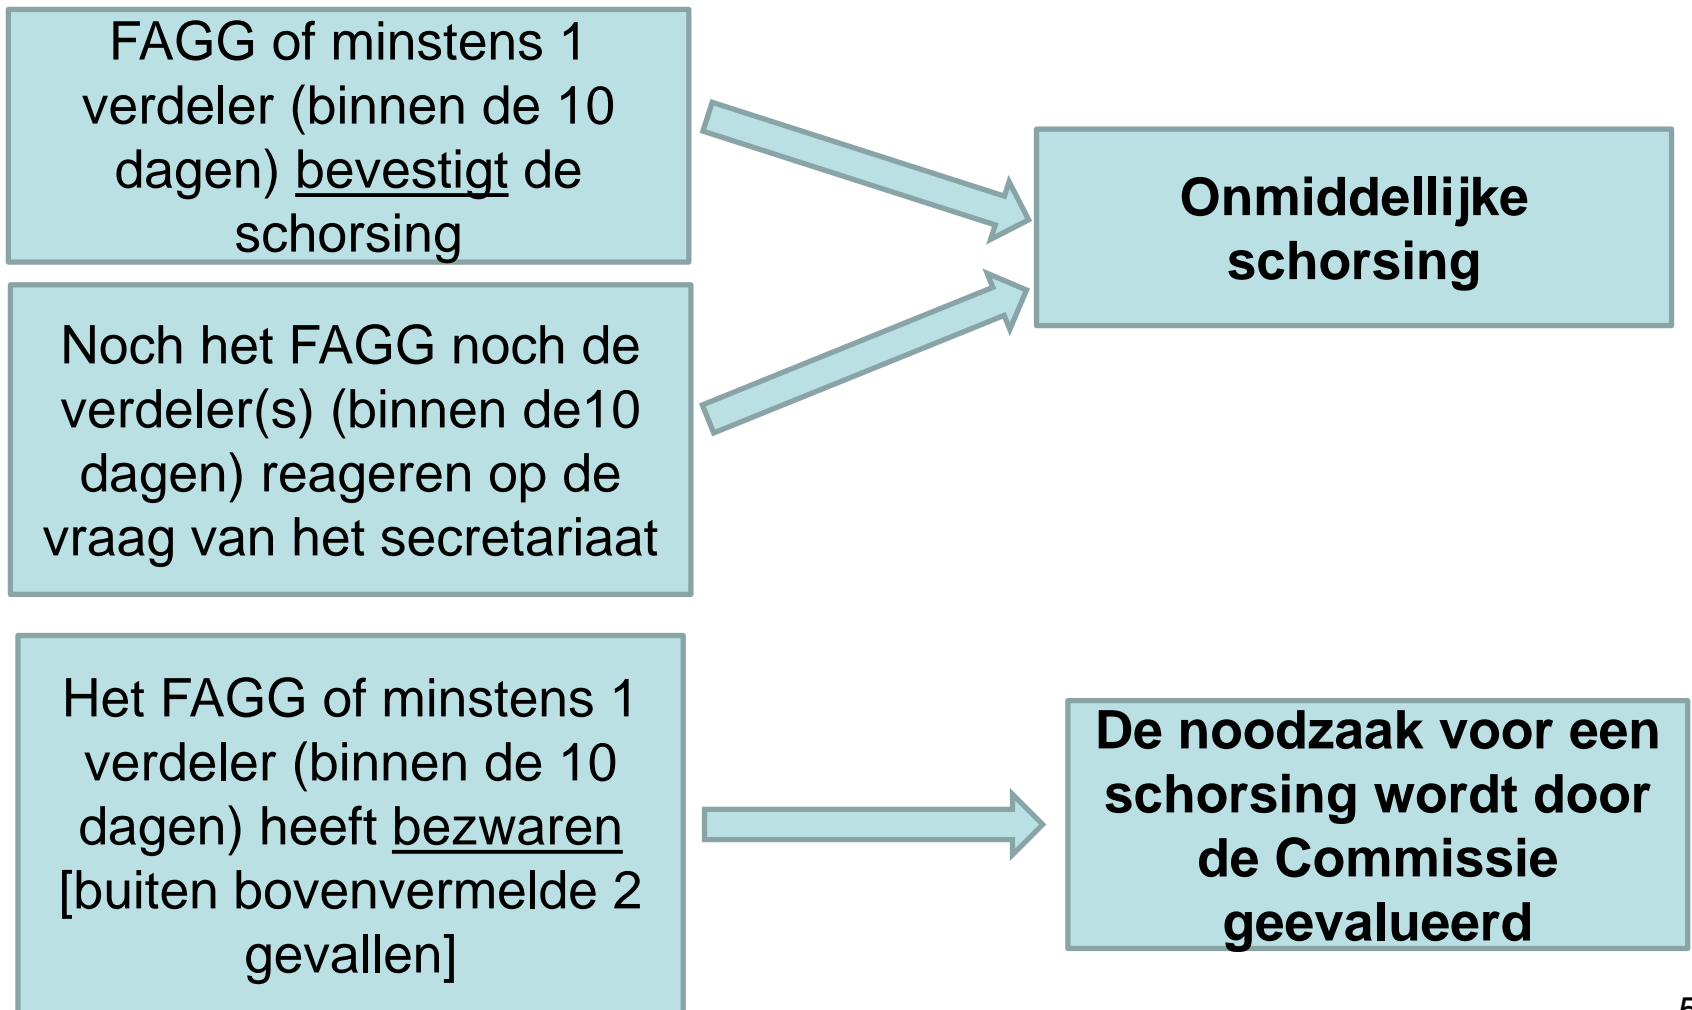 FAGG of minstens 1
verdeler (binnen de 10
dagen) bevestigt de
schorsing
Onmiddellijke
schorsing
Noch het FAGG noch de
verdeler(s) (binnen de10
dagen) reageren op de
vraag van het secretariaat
Het FAGG of minstens 1
verdeler (binnen de 10
dagen) heeft bezwaren
[buiten bovenvermelde 2
gevallen]
De noodzaak voor een
schorsing wordt door
de Commissie
geevalueerd
5